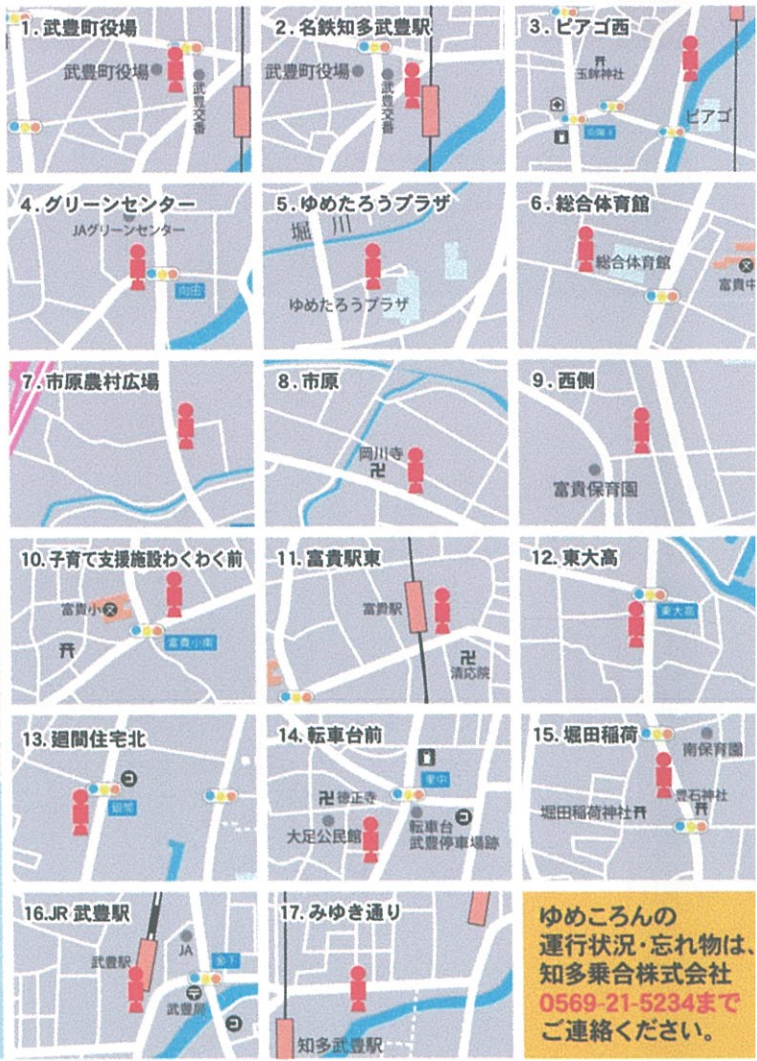 1.武豊町役場
武豊町役場
武豊交番
2.名鉄知多武豊駅
武豊町役場
武豊交番
3.ピアゴ西
玉鉾神社
ピアゴ
4.グリーンセンター
JAグリーンセンター
向田
5.ゆめたろうプラザ
堀川
ゆめたろうプラザ
6.総合体育館
総合体育館
富貴中
7.市原農村広場
8.市原
岡川寺
9.西側
富貴保育園
10.子育て支援施設わくわく前
富貴小
富貴小南
11.富貴駅東
富貴駅
清応院
12.東大高
東大高
13.廻間住宅北
廻間
14.転車台前
里中
徳正寺
大足公民館
転車台
武豊停車場跡
15.堀田稲荷
南保育園
豊石神社
堀田稲荷神社
16.JR武豊駅
JA
武豊駅
武豊局
17.みゆき通り
知多武豊駅
ゆめころんの
運行状況・忘れ物は、
知多乗合株式会社
0569-21-5234まで
ご連絡ください。